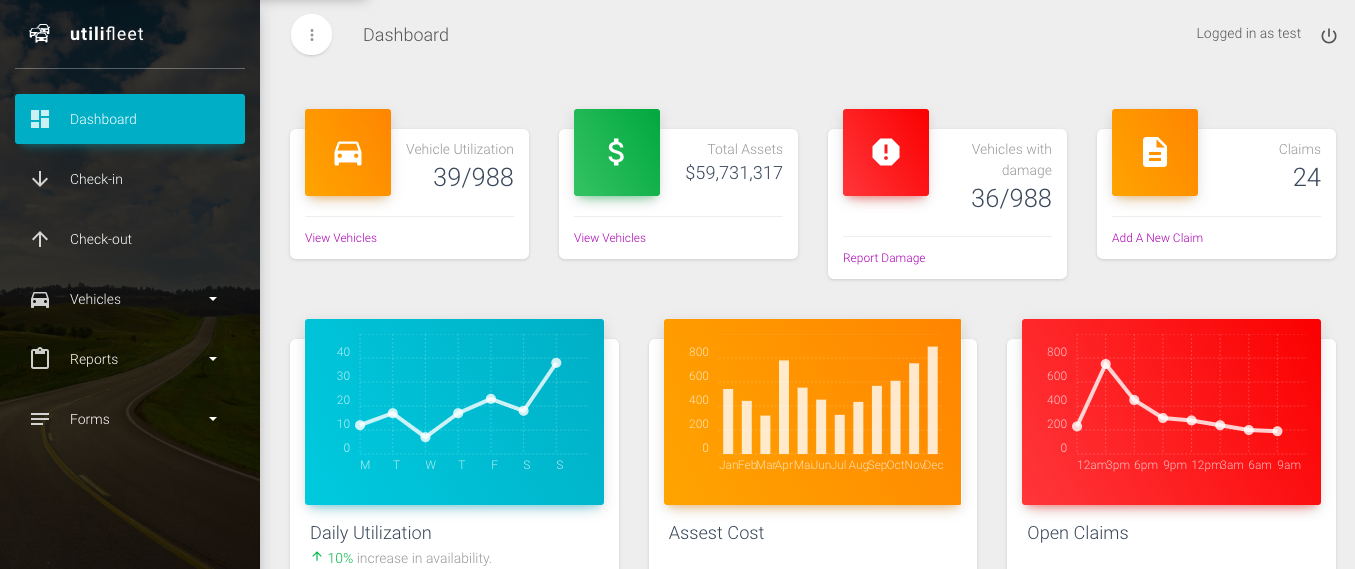 utilifleet
Dashboard
Check-in
Check-out
Vehicles
Reports
Forms
Dashboard
Logged in as test
Vehicle Utilization
39/988
View Vehicles
Total Assets
$59,731,317
View Vehicles
Vehicles with
damage
36/988
Report Damage
Claims
24
Add A New Claim
40
30
20
10
0
M T W T F S S
Daily Utilization
10% increase in availability.
800
600
400
200
0
Jan Feb Mar Apr Mai Jun Jul Aug Sep Oct Nov Dec
Assest Cost
800
600
400
200
0
12am 3pm 6pm 9pm 12pm 3am 6am 9am
Open Claims